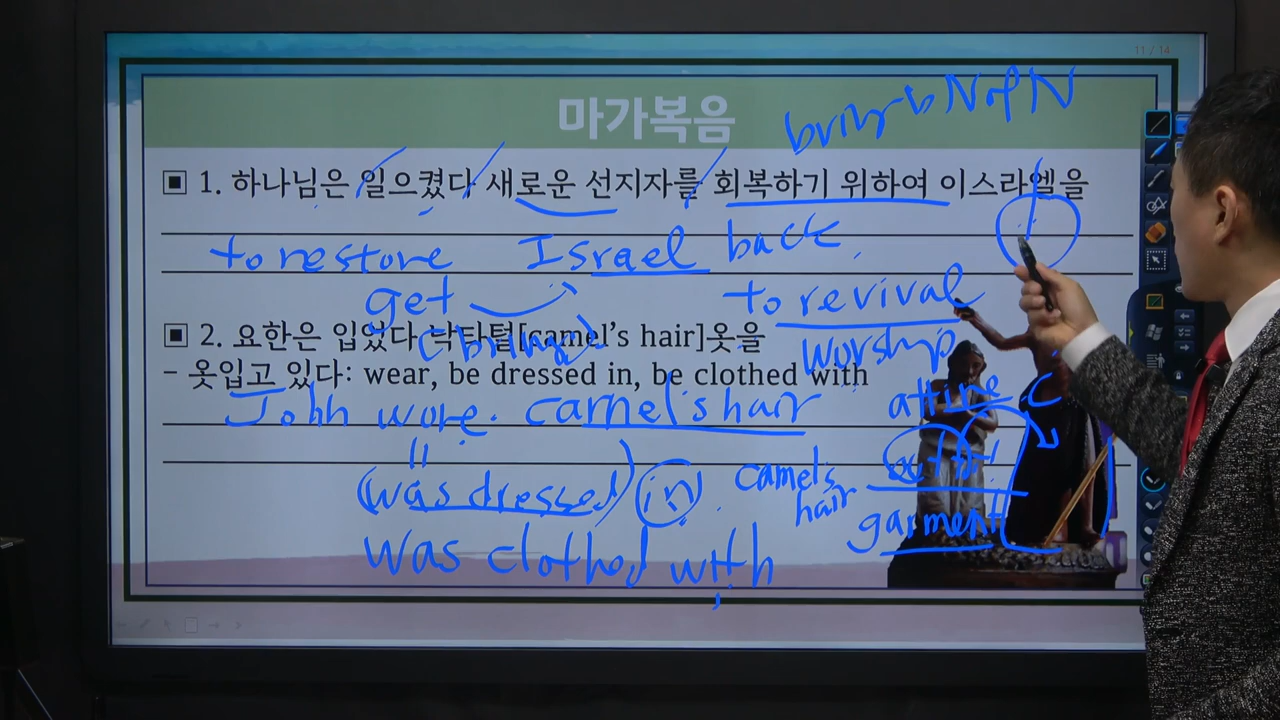 11 / 14
마가복음
bring b N of N
▣ 1. 하나님은 일으켰다 새로운 선지자를 회복하기 위하여 이스라엘을
to restore Israel back
get to revival
▣ 2. 요한은 입었다 낙타털[camel's hair]옷을
(bring) worship
- 옷입고 있다: wear, be dressed in, be clothed with
John wore camel's hair attire
(was dressed) in camel's hair outfit
garment
was clothed with